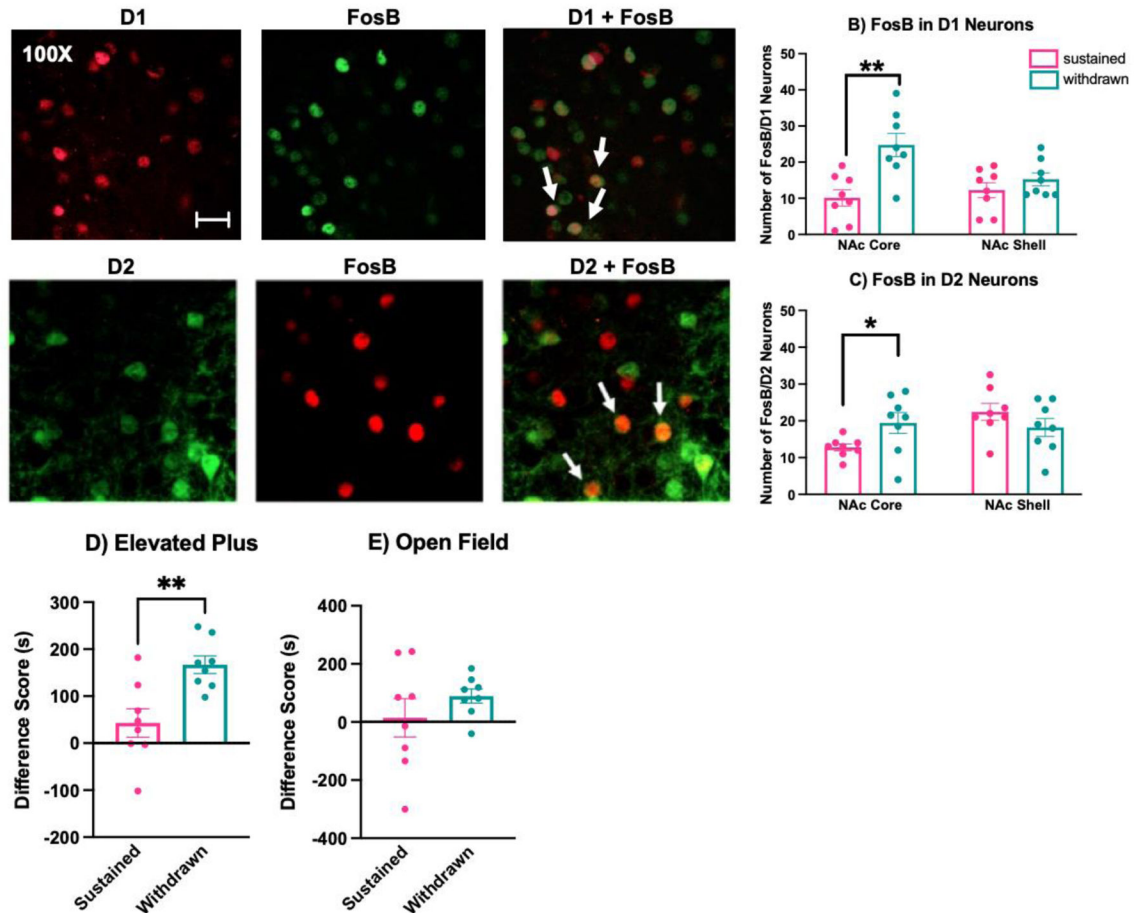 D1
FosB
D1 + FosB
100X
D2
FosB
D2 + FosB
B) FosB in D1 Neurons
sustained
withdrawn
**
Number of FosB/D1 Neurons
50
40
30
20
10
0
NAc Core
NAc Shell
C) FosB in D2 Neurons
*
Number of FosB/D2 Neurons
50
40
30
20
10
0
NAc Core
NAc Shell
D) Elevated Plus
**
Difference Score (s)
300
200
100
0
-100
-200
Sustained
Withdrawn
E) Open Field
Difference Score (s)
400
200
0
-200
-400
Sustained
Withdrawn